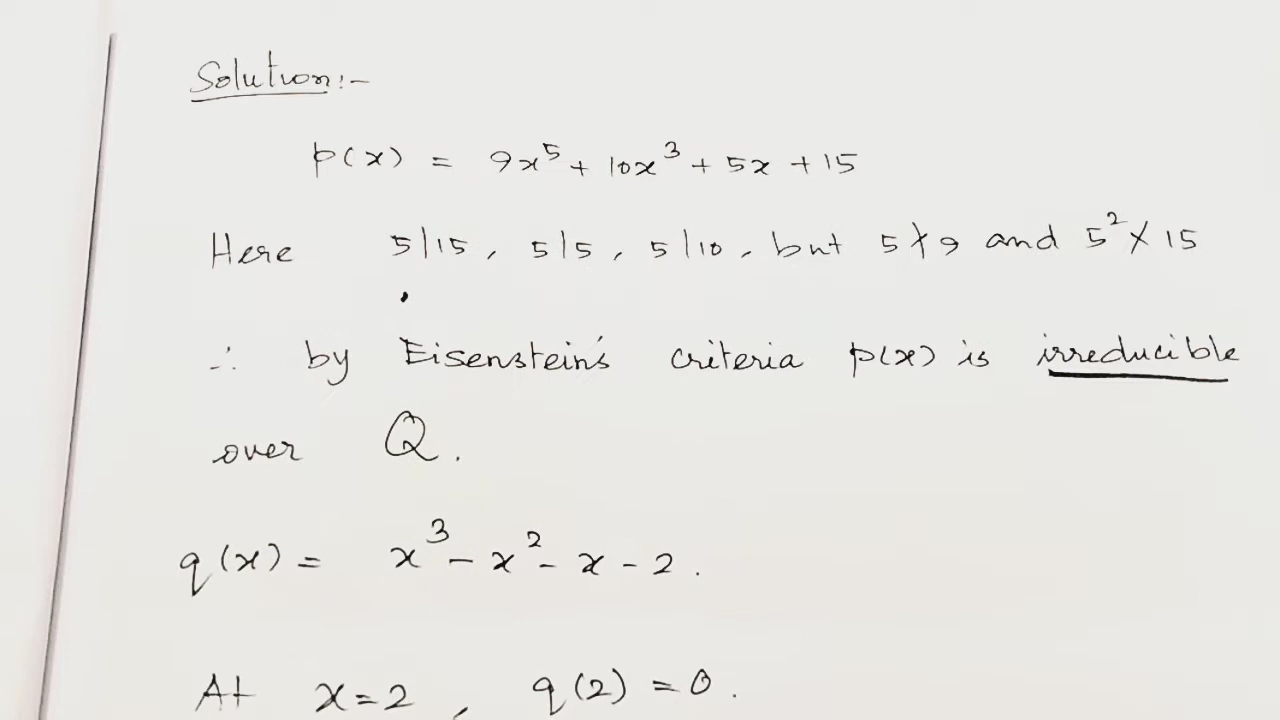 Solution:-
p(x) = 9x⁵ + 10x³ + 5x + 15
Here 5|15, 5|5, 5|10, but 5∤9 and 5²∤15
∴ by Eisenstein's criteria p(x) is irreducible
over Q.
q(x) = x³ - x² - x - 2.
At x=2, q(2) = 0.